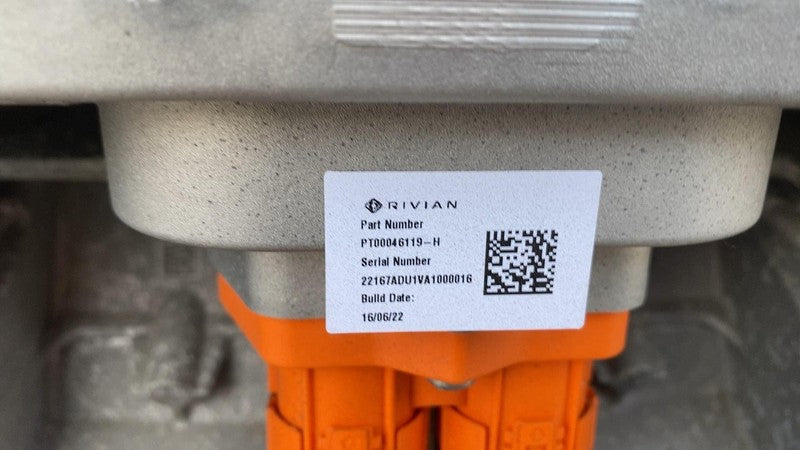 RIVIAN
Part Number
PT00046119-H
Serial Number
22167ADU1VA1000016
Build Date:
16/06/22